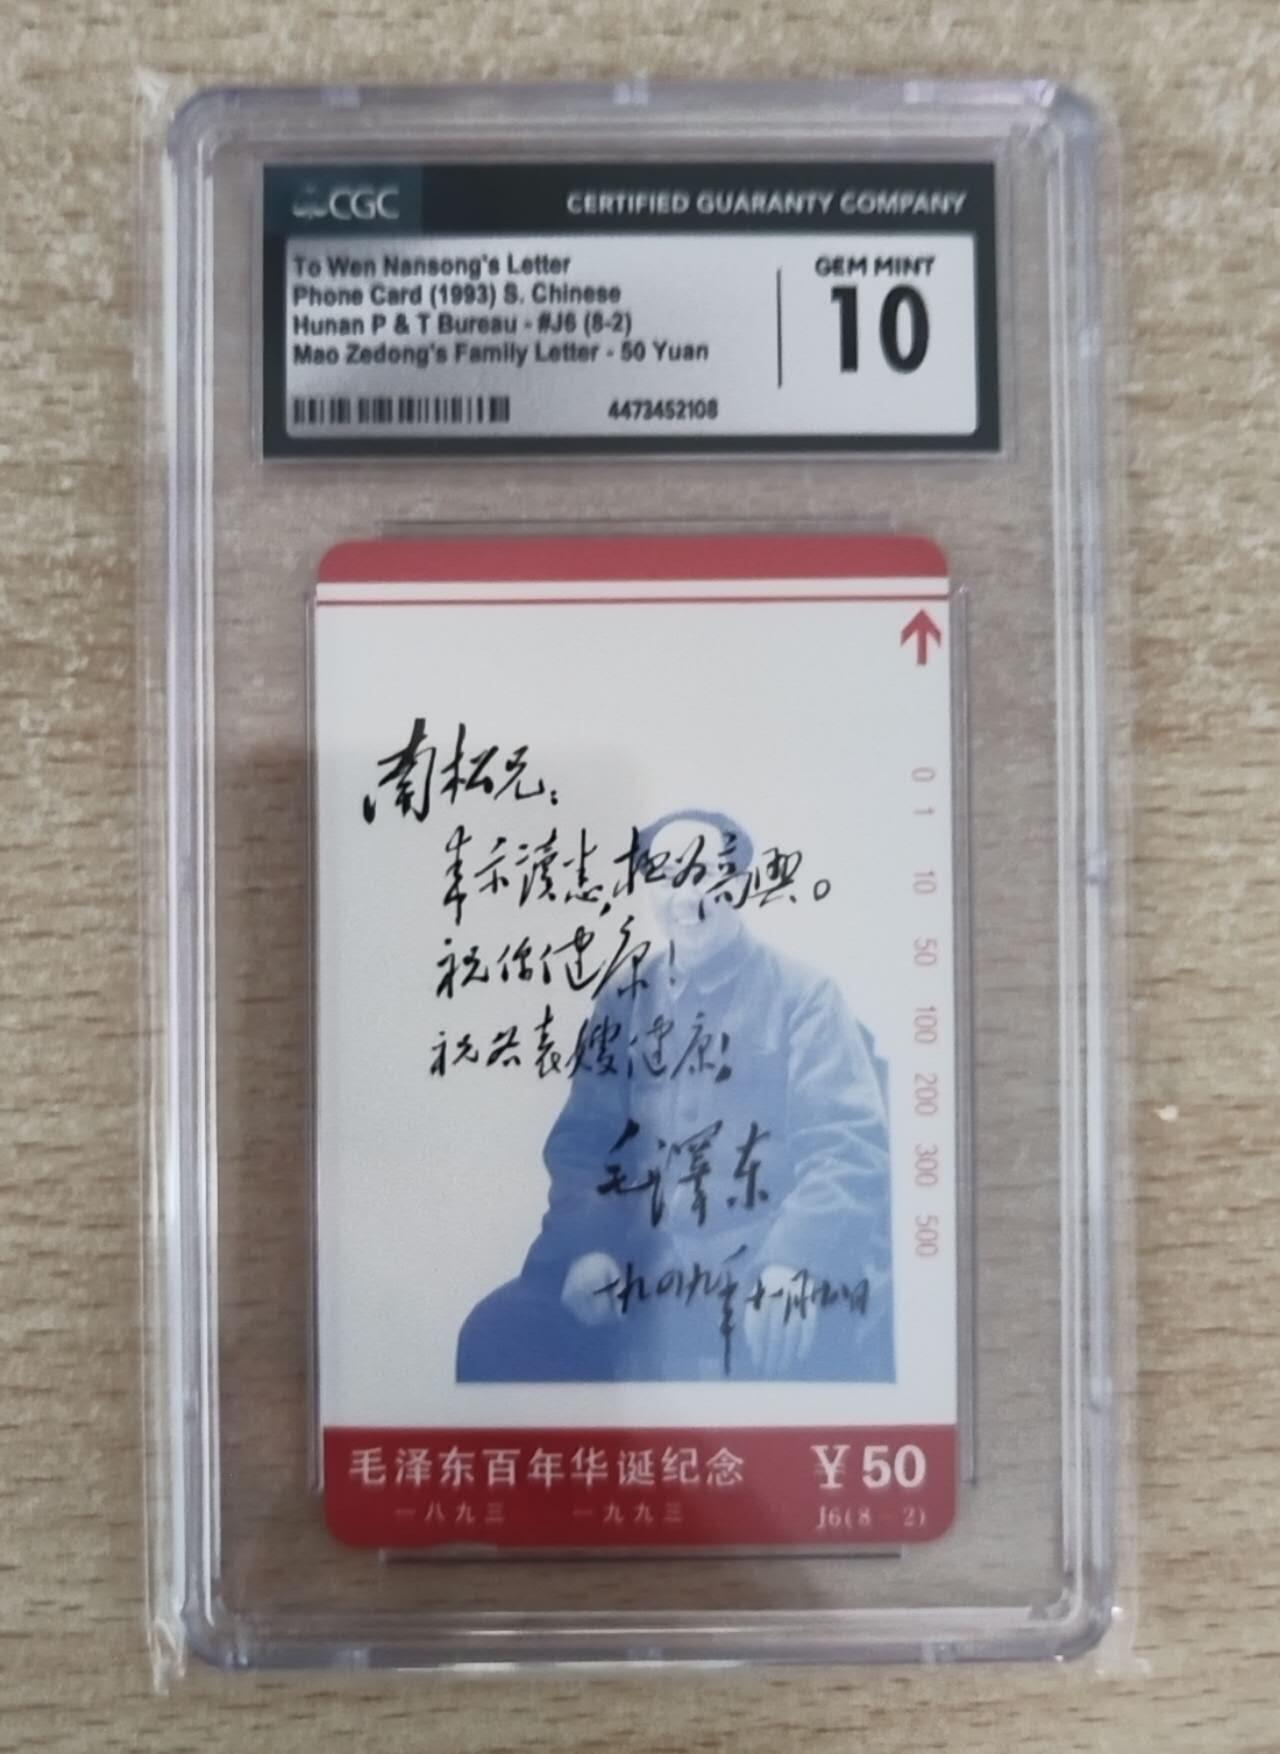 CGC
CERTIFIED GUARANTY COMPANY
To Wen Nansong's Letter
Phone Card (1993) S. Chinese
Hunan P & T Bureau - #J6 (8-2)
Mao Zedong's Family Letter - 50 Yuan
GEM MINT
10
4473452108
0
1
10
50
100
200
300
500
南松兄：
来示读悉，极为高兴。
祝你健康！
祝各表嫂健康！
毛泽东
一九四九年十一月
毛泽东百年华诞纪念
¥50
一八九三 一九九三
J6(8-2)